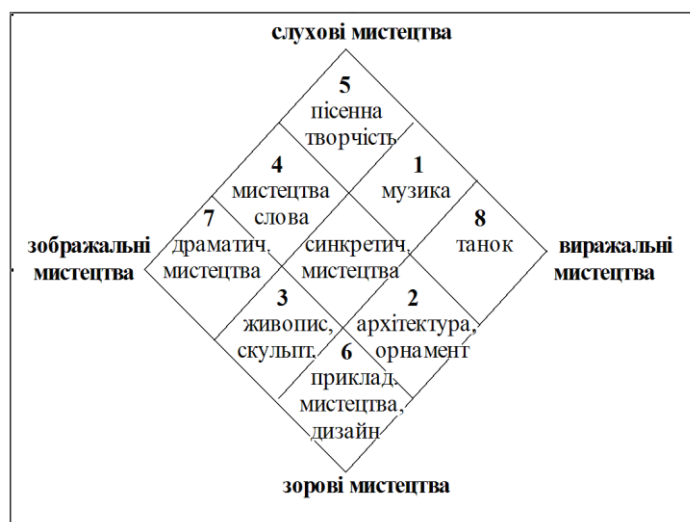 слухові мистецтва
5
пісенна
творчість
4
мистецтва
слова
1
музика
7
драматич.
мистецтва
синкретич.
мистецтва
8
танок
зображальні
мистецтва
виражальні
мистецтва
3
живопис,
скульпт.
2
архітектура,
орнамент
6
приклад.
мистецтва,
дизайн
зорові мистецтва